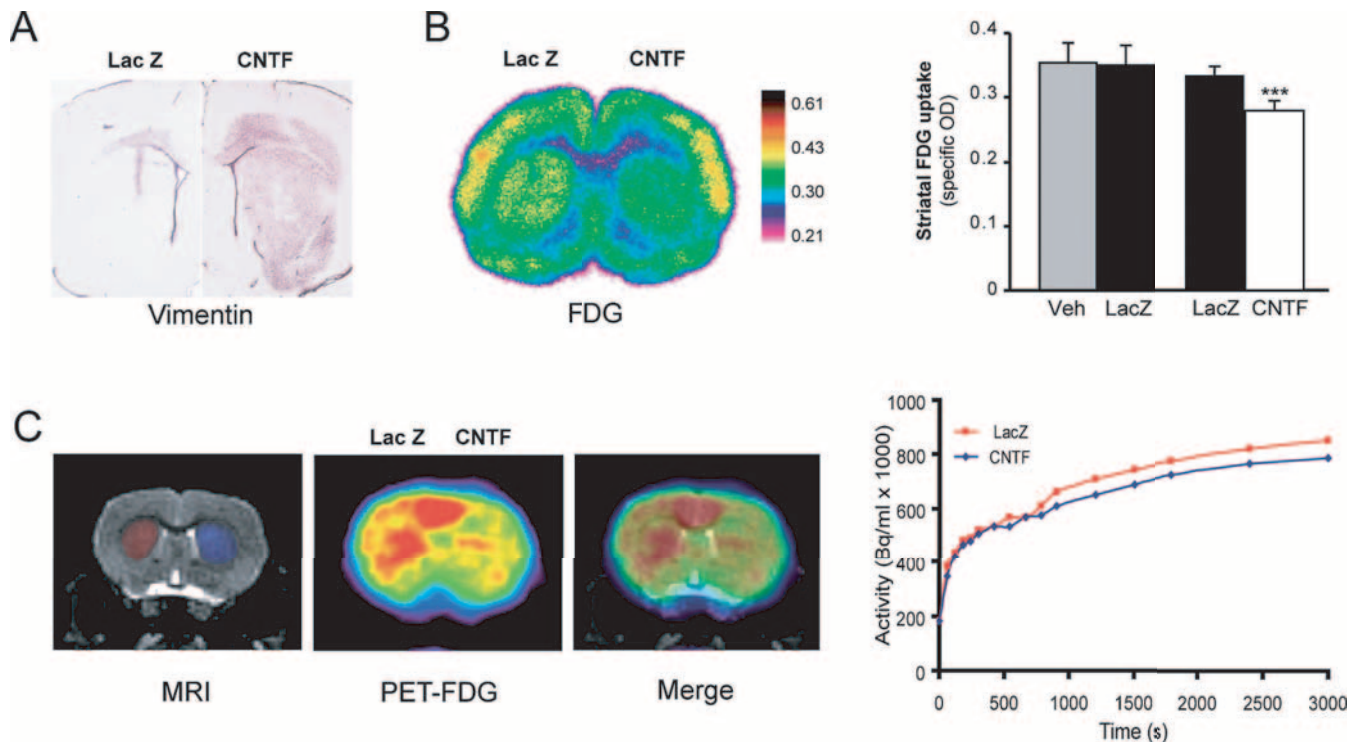 A
Lac Z CNTF
Vimentin
B
Lac Z CNTF
0.61
0.43
0.30
0.21
FDG
Striatal FDG uptake
(specific OD)
0.4
0.3
0.2
0.1
0
***
Veh LacZ LacZ CNTF
C
MRI
Lac Z CNTF
PET-FDG
Merge
Activity (Bq/ml x 1000)
1000
800
600
400
200
0
LacZ
CNTF
0 500 1000 1500 2000 2500 3000
Time (s)